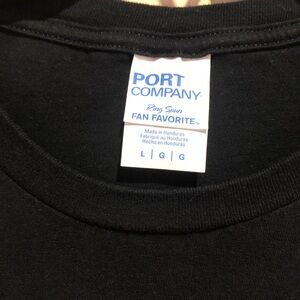 PORT
COMPANY
Ring Spun
FAN FAVORITE™
Made in Honduras
Fabriqué au Honduras
Hecho en Honduras
L | G | G